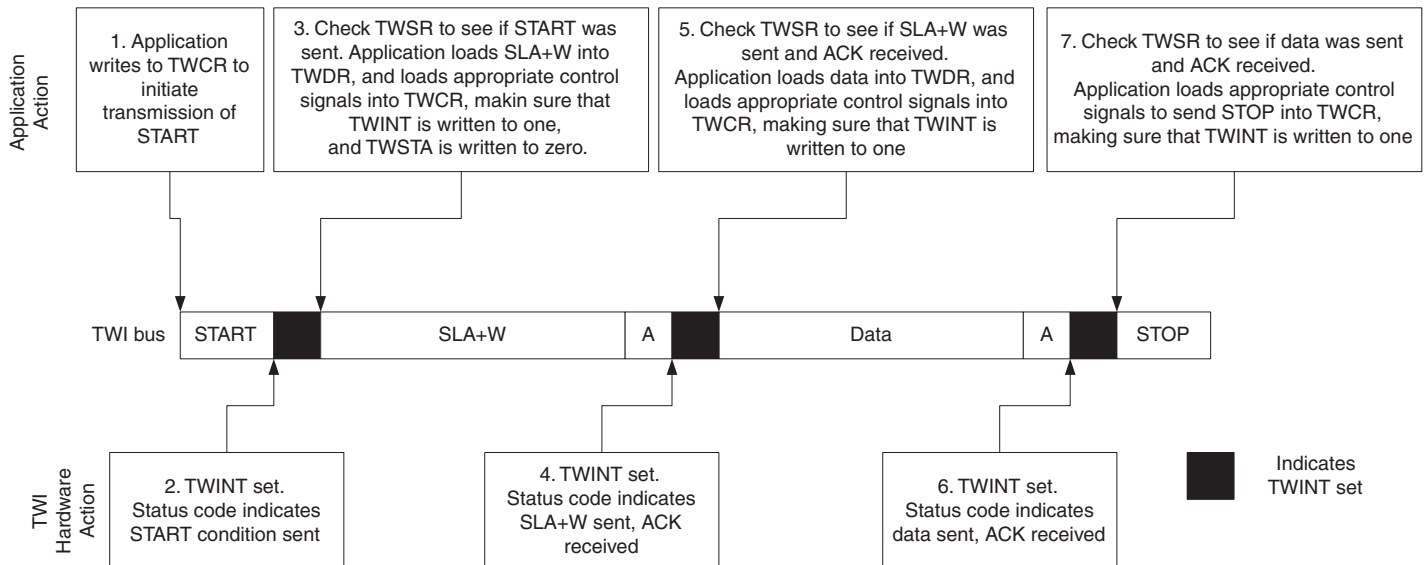 Application
Action
1. Application
writes to TWCR to
initiate
transmission of
START
3. Check TWSR to see if START was
sent. Application loads SLA+W into
TWDR, and loads appropriate control
signals into TWCR, makin sure that
TWINT is written to one,
and TWSTA is written to zero.
5. Check TWSR to see if SLA+W was
sent and ACK received.
Application loads data into TWDR, and
loads appropriate control signals into
TWCR, making sure that TWINT is
written to one
7. Check TWSR to see if data was sent
and ACK received.
Application loads appropriate control
signals to send STOP into TWCR,
making sure that TWINT is written to one
TWI bus
START
SLA+W
A
Data
A
STOP
TWI
Hardware
Action
2. TWINT set.
Status code indicates
START condition sent
4. TWINT set.
Status code indicates
SLA+W sent, ACK
received
6. TWINT set.
Status code indicates
data sent, ACK received
Indicates
TWINT set